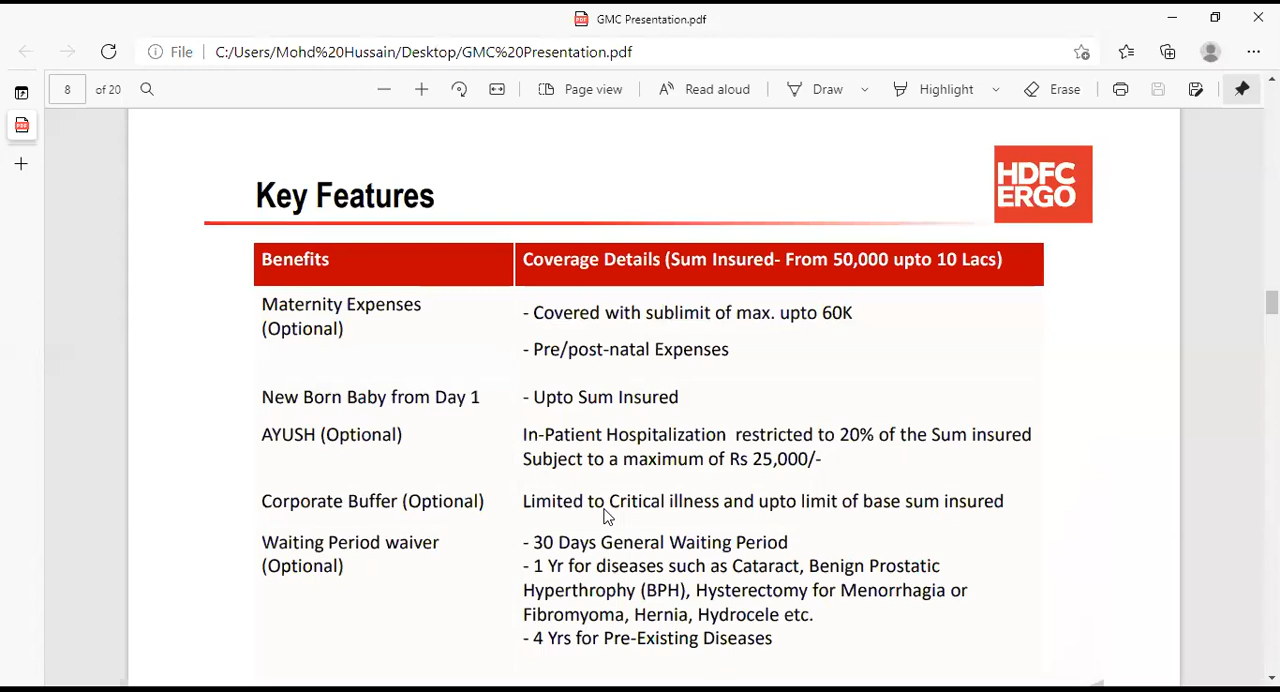 GMC Presentation.pdf
File
C:/Users/Mohd%20Hussain/Desktop/GMC%20Presentation.pdf
8 of 20
Page view
Read aloud
Draw
Highlight
Erase
HDFC
ERGO
Key Features
Benefits
Coverage Details (Sum Insured- From 50,000 upto 10 Lacs)
Maternity Expenses
(Optional)
- Covered with sublimit of max. upto 60K
- Pre/post-natal Expenses
New Born Baby from Day 1
- Upto Sum Insured
AYUSH (Optional)
In-Patient Hospitalization restricted to 20% of the Sum insured
Subject to a maximum of Rs 25,000/-
Corporate Buffer (Optional)
Limited to Critical illness and upto limit of base sum insured
Waiting Period waiver
(Optional)
- 30 Days General Waiting Period
- 1 Yr for diseases such as Cataract, Benign Prostatic
Hyperthrophy (BPH), Hysterectomy for Menorrhagia or
Fibromyoma, Hernia, Hydrocele etc.
- 4 Yrs for Pre-Existing Diseases